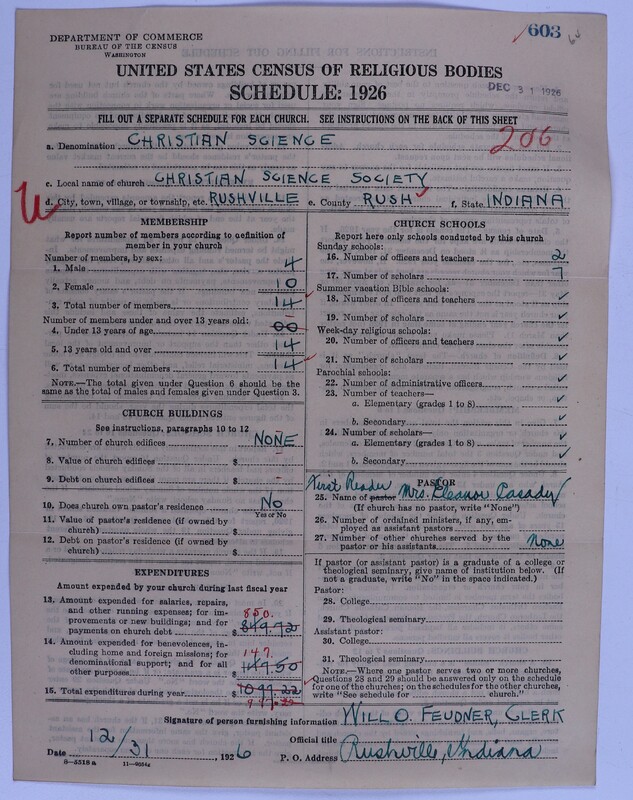 603
DEPARTMENT OF COMMERCE
BUREAU OF THE CENSUS
WASHINGTON
UNITED STATES CENSUS OF RELIGIOUS BODIES
SCHEDULE: 1926
DEC 31 1926
FILL OUT A SEPARATE SCHEDULE FOR EACH CHURCH. SEE INSTRUCTIONS ON THE BACK OF THIS SHEET
206
a. Denomination CHRISTIAN SCIENCE
c. Local name of church CHRISTIAN SCIENCE SOCIETY
d. City, town, village, or township, etc. RUSHVILLE e. County RUSH f. State INDIANA
MEMBERSHIP
Report number of members according to definition of
member in your church
Number of members, by sex:
1. Male 4
2. Female 10
3. Total number of members 14
Number of members under and over 13 years old:
4. Under 13 years of age 00
5. 13 years old and over 14
6. Total number of members 14
NOTE.—The total given under Question 6 should be the
same as the total of males and females given under Question 3.
CHURCH BUILDINGS
See instructions, paragraphs 10 to 12
7. Number of church edifices NONE
8. Value of church edifices $
9. Debt on church edifices $ -
10. Does church own pastor's residence No
Yes or No
11. Value of pastor's residence (if owned by
church) $
12. Debt on pastor's residence (if owned by
church) $
EXPENDITURES
Amount expended by your church during last fiscal year
13. Amount expended for salaries, repairs,
and other running expenses; for im-
provements or new buildings; and for
payments on church debt $ 849.72
850.
14. Amount expended for benevolences, in-
cluding home and foreign missions; for
denominational support; and for all
other purposes $
147.
15. Total expenditures during year $ 1099.22
CHURCH SCHOOLS
Report here only schools conducted by this church
Sunday schools:
16. Number of officers and teachers 2
17. Number of scholars 7
Summer vacation Bible schools:
18. Number of officers and teachers ✓
19. Number of scholars ✓
Week-day religious schools:
20. Number of officers and teachers ✓
21. Number of scholars ✓
Parochial schools:
22. Number of administrative officers ✓
23. Number of teachers—
a. Elementary (grades 1 to 8) ✓
b. Secondary ✓
24. Number of scholars—
a. Elementary (grades 1 to 8) ✓
b. Secondary ✓
PASTOR
First Reader
25. Name of pastor Mrs. Eleanor Casady
(If church has no pastor, write "None")
26. Number of ordained ministers, if any, em-
ployed as assistant pastors
27. Number of other churches served by the
pastor or his assistants None
If pastor (or assistant pastor) is a graduate of a college or
theological seminary, give name of institution below. (If
not a graduate, write "No" in the space indicated.)
Pastor:
28. College
29. Theological seminary
Assistant pastor:
30. College
31. Theological seminary
NOTE.—Where one pastor serves two or more churches,
Questions 28 and 29 should be answered only on the schedule
for one of the churches; on the schedules for the other churches,
write "See schedule for church.)
Signature of person furnishing information WILL O. FEUDNER, CLERK
Official title
Date 12/31, 1926 P. O. Address Rushville, Indiana
8—5518 a